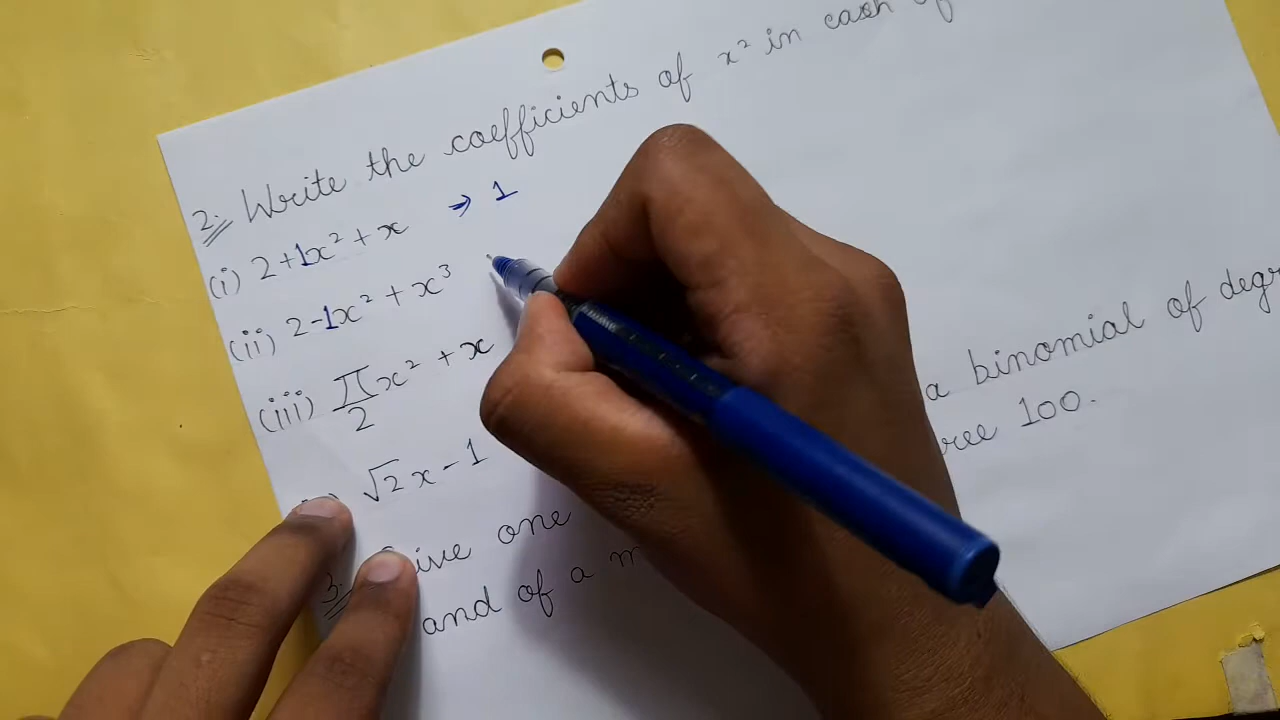 2. Write the coefficients of x² in each of
(i) 2+1x² + x → 1
(ii) 2-1x² + x³
(iii) π/2 x² + x
√2 x - 1
3. Give one a binomial of
and of a 100.